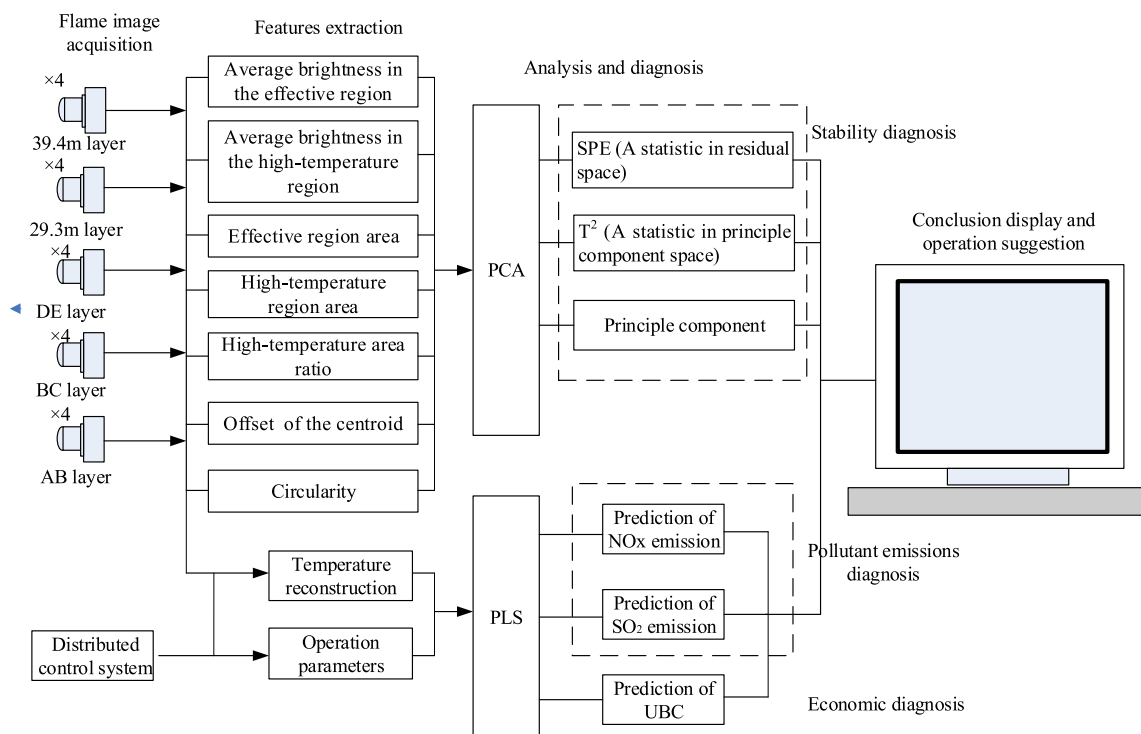 Flame image
acquisition
×4
39.4m layer
×4
29.3m layer
×4
DE layer
×4
BC layer
×4
AB layer
Distributed
control system
Features extraction
Average brightness in
the effective region
Average brightness in
the high-temperature
region
Effective region area
High-temperature
region area
High-temperature area
ratio
Offset of the centroid
Circularity
Temperature
reconstruction
Operation
parameters
Analysis and diagnosis
PCA
PLS
SPE (A statistic in residual
space)
T² (A statistic in principle
component space)
Principle component
Stability diagnosis
Prediction of
NOx emission
Prediction of
SO₂ emission
Prediction of
UBC
Pollutant emissions
diagnosis
Economic diagnosis
Conclusion display and
operation suggestion